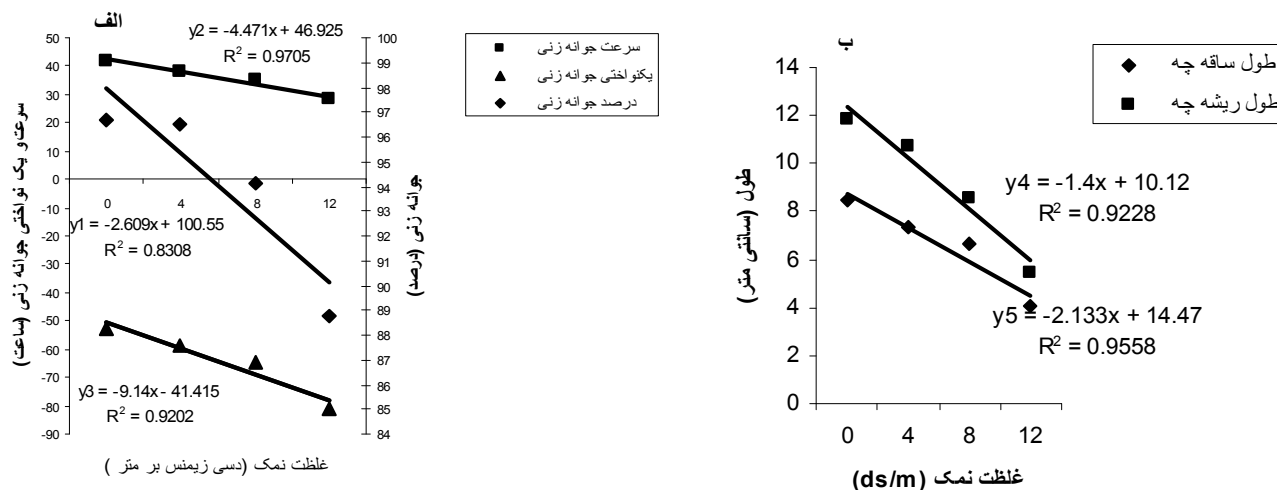 الف
y2 = -4.471x + 46.925
R² = 0.9705
50
40
30
20
10
0
-10
-20
-30
-40
-50
-60
-70
-80
-90
100
99
98
97
96
95
94
93
92
91
90
89
88
87
86
85
84
0 4 8 12
y1 = -2.609x + 100.55
R² = 0.8308
y3 = -9.14x - 41.415
R² = 0.9202
سرعت و یک نواختی جوانه زنی (ساعت)
جوانه زنی (درصد)
غلظت نمک (دسی زیمنس بر متر )
سرعت جوانه زنی
یکنواختی جوانه زنی
درصد جوانه زنی
ب
14
12
10
8
6
4
2
0
0 4 8 12
y4 = -1.4x + 10.12
R² = 0.9228
y5 = -2.133x + 14.47
R² = 0.9558
طول (سانتی متر)
غلظت نمک (ds/m)
طول ساقه چه
طول ریشه چه